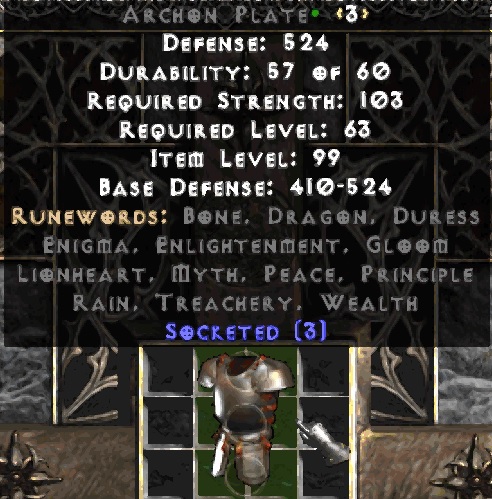 Archon Plate• ‹3›
Defense: 524
Durability: 57 of 60
Required Strength: 103
Required Level: 63
Item Level: 99
Base Defense: 410-524
Runewords: Bone, Dragon, Duress
Enigma, Enlightenment, Gloom
Lionheart, Myth, Peace, Principle
Rain, Treachery, Wealth
Socketed (3)